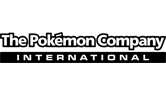 The Pokémon Company
INTERNATIONAL